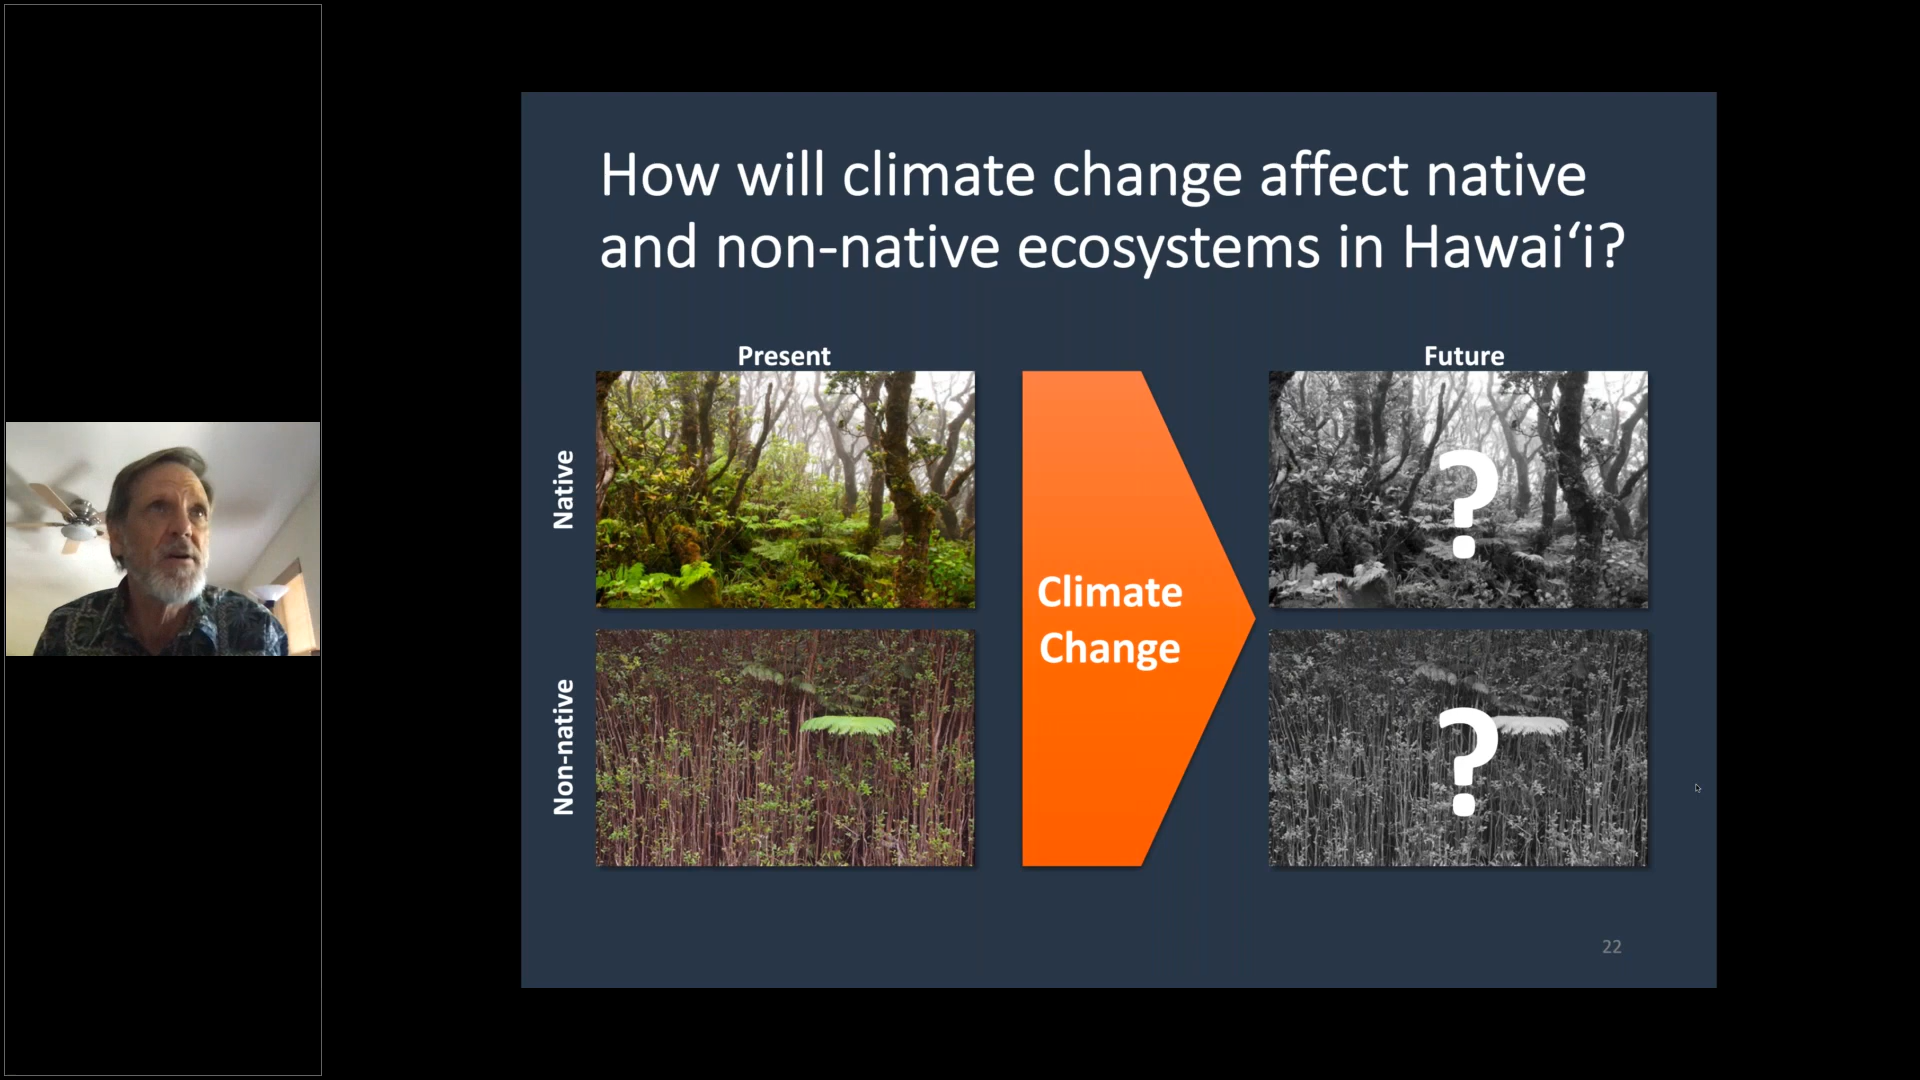 How will climate change affect native
and non-native ecosystems in Hawai‘i?
Present
Future
Native
Climate
Change
?
Non-native
?
22